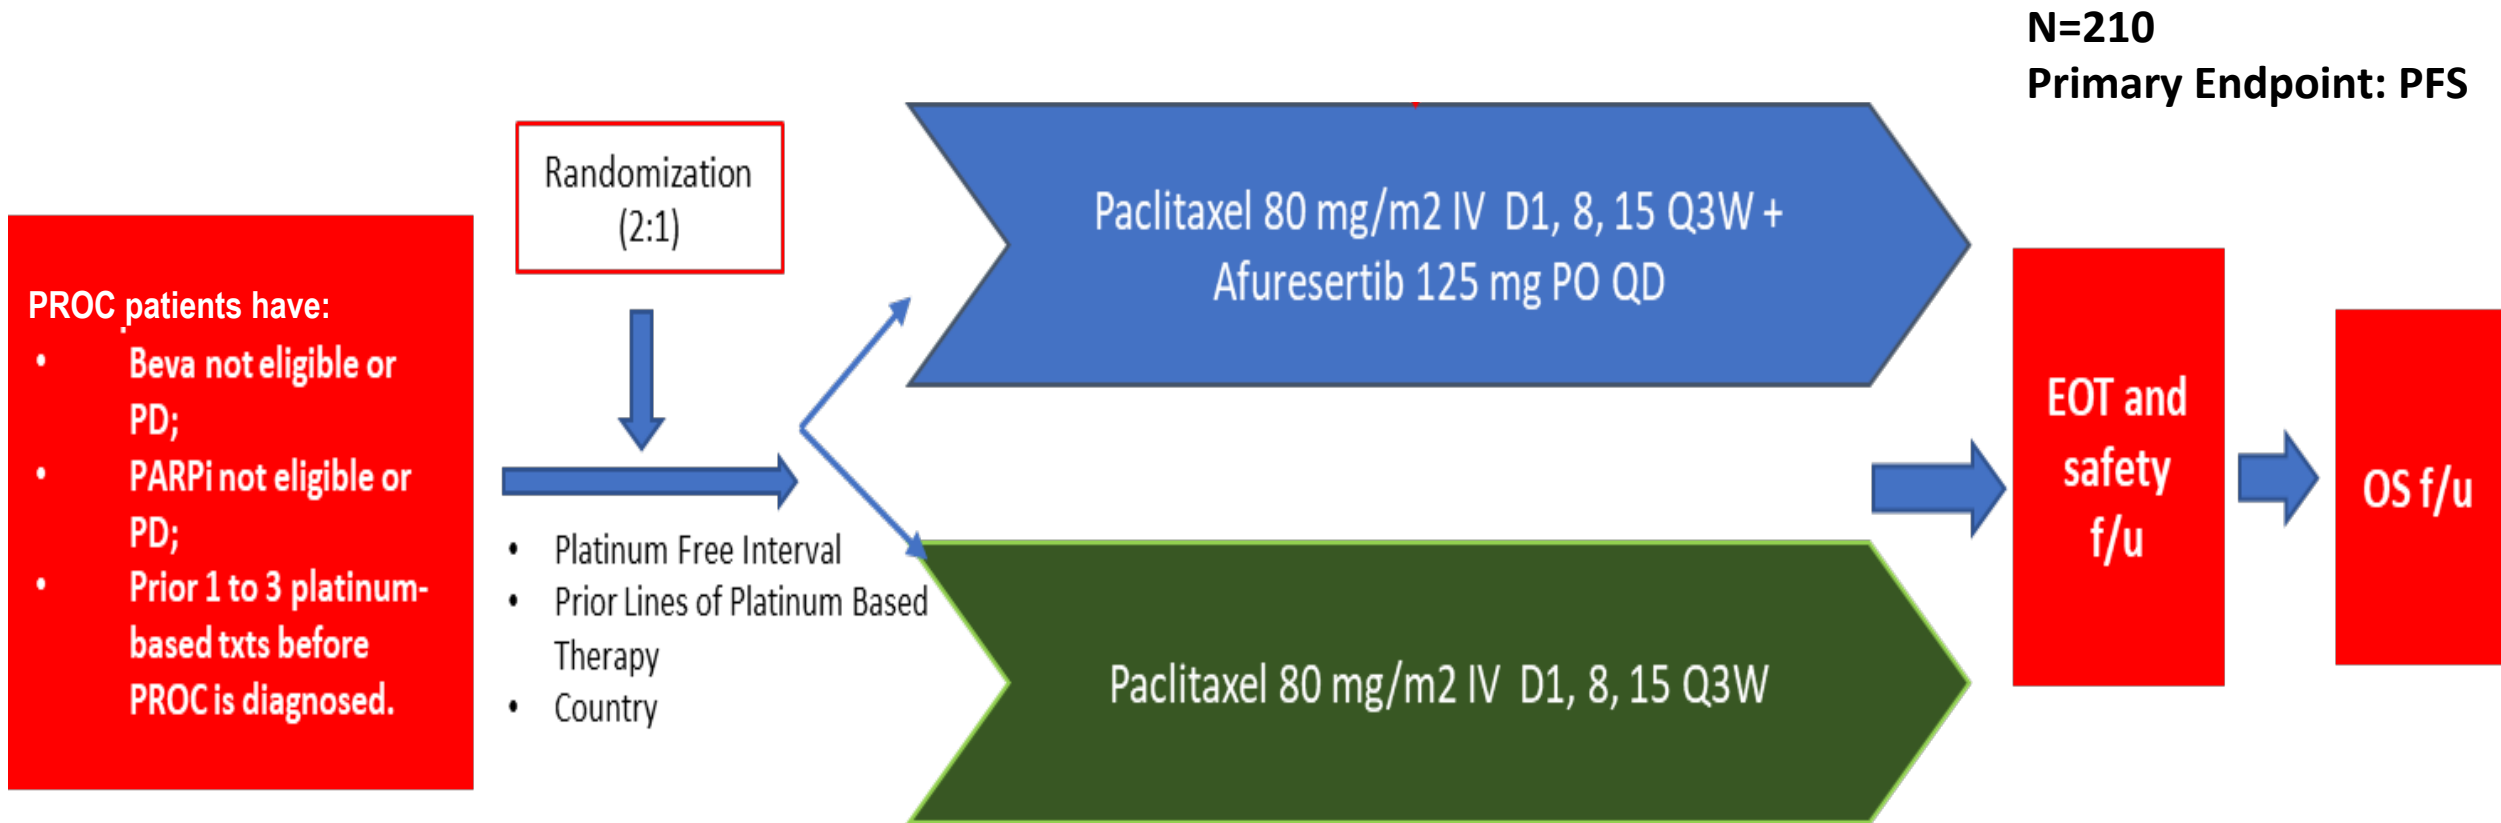 N=210
Primary Endpoint: PFS
PROC patients have:
• Beva not eligible or
PD;
• PARPi not eligible or
PD;
• Prior 1 to 3 platinum-
based txts before
PROC is diagnosed.
Randomization
(2:1)
• Platinum Free Interval
• Prior Lines of Platinum Based
Therapy
• Country
Paclitaxel 80 mg/m2 IV D1, 8, 15 Q3W +
Afuresertib 125 mg PO QD
Paclitaxel 80 mg/m2 IV D1, 8, 15 Q3W
EOT and
safety
f/u
OS f/u